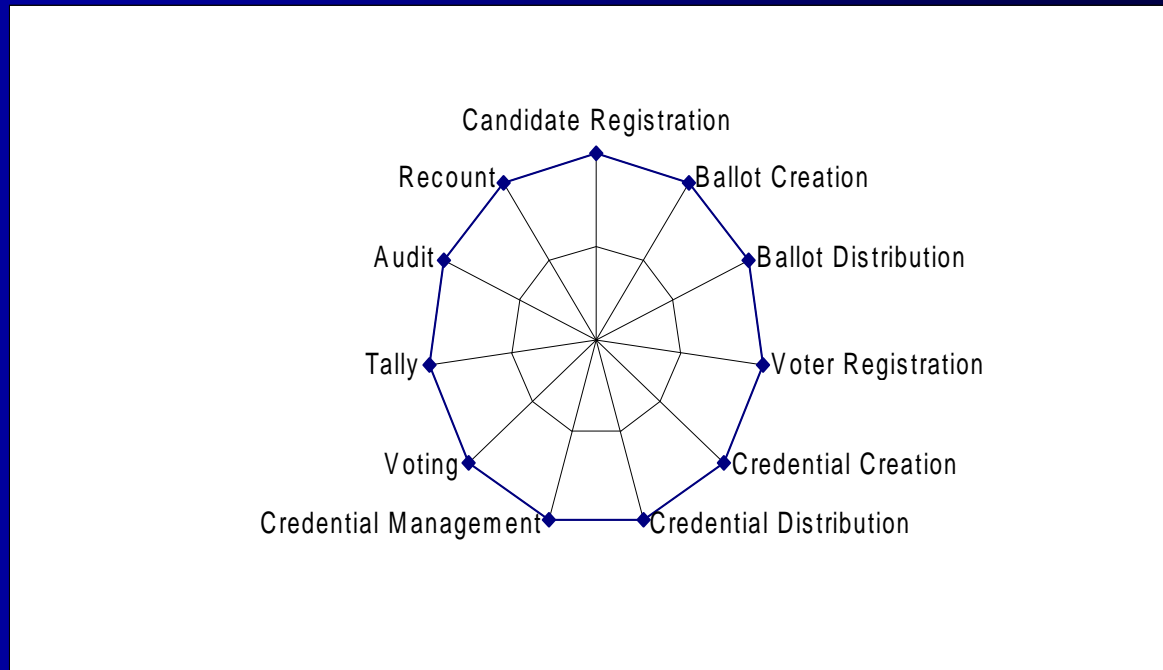 Candidate Registration
Recount
Ballot Creation
Audit
Ballot Distribution
Tally
Voter Registration
Voting
Credential Creation
Credential Management
Credential Distribution